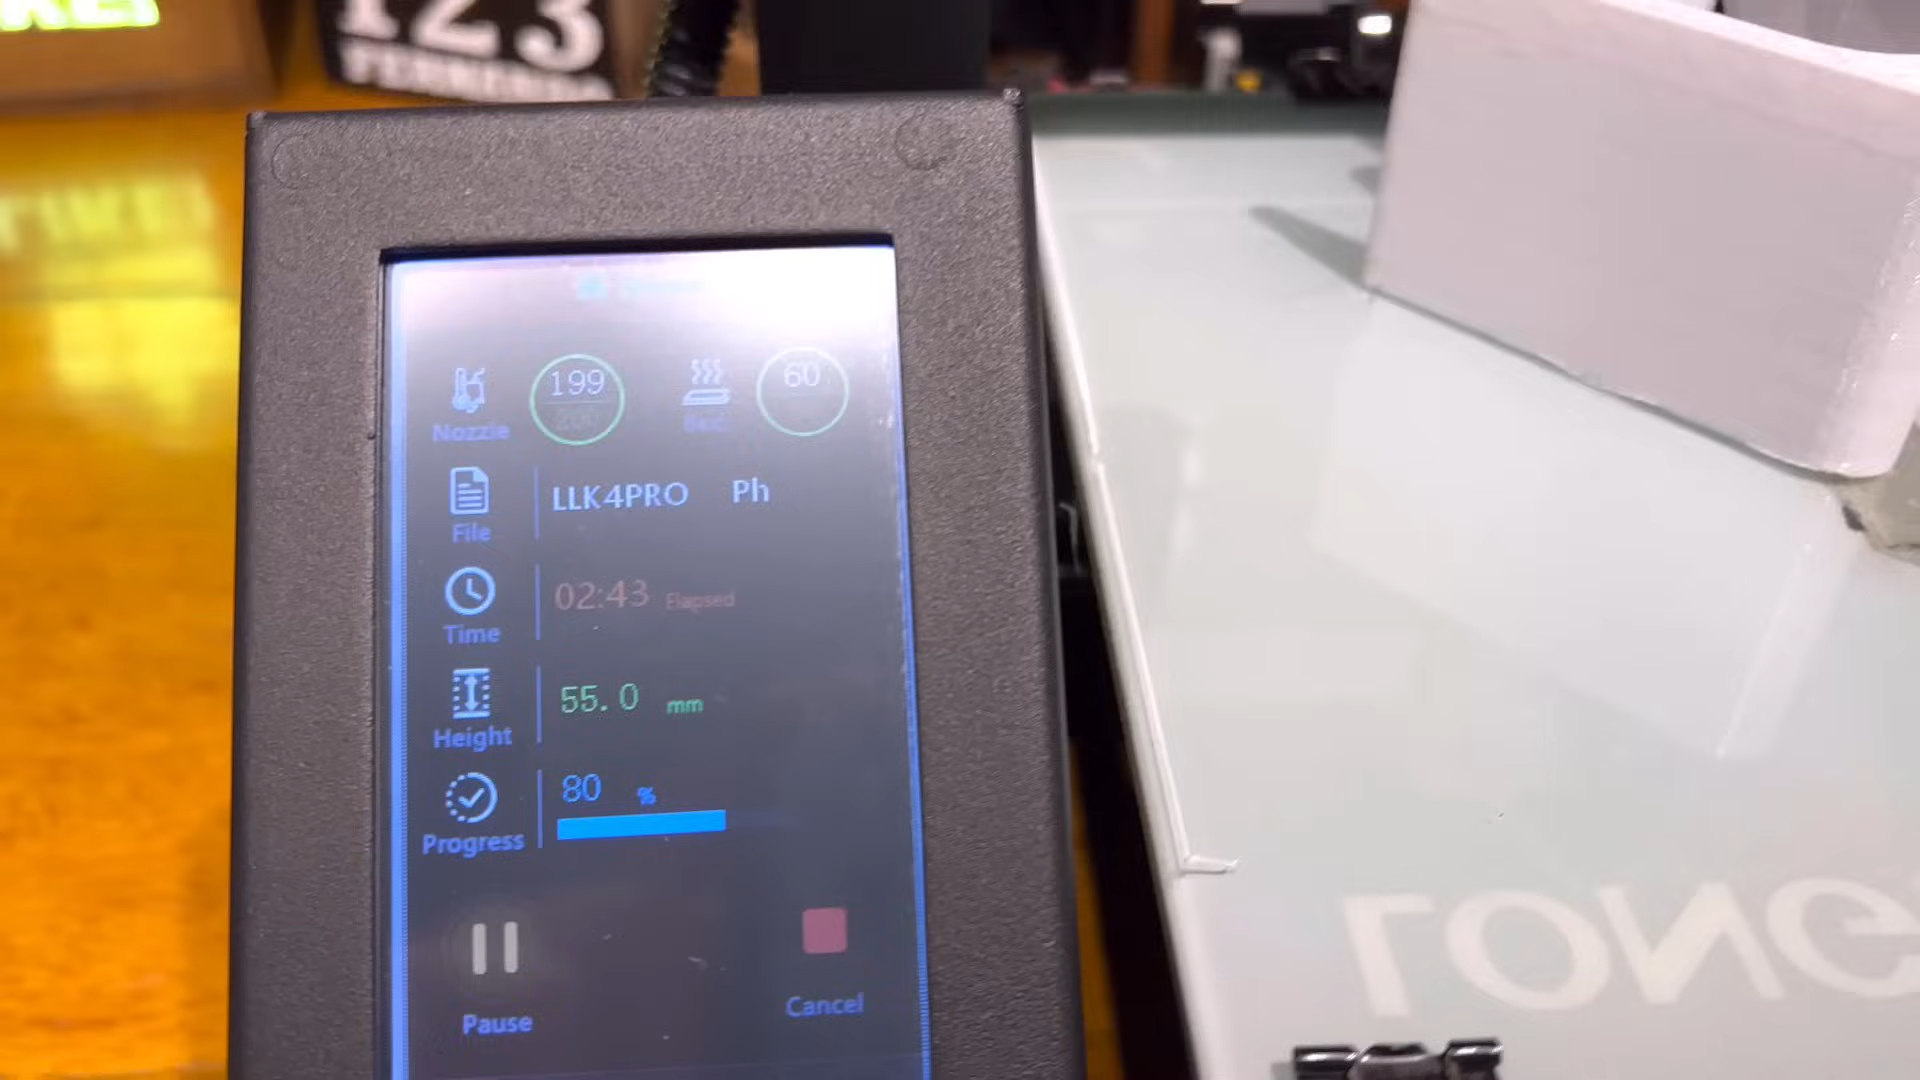 123
199
60
Nozzle
LLK4PRO Ph
File
02:43 Elapsed
Time
55.0 mm
Height
80 %
Progress
Pause
Cancel
LONG